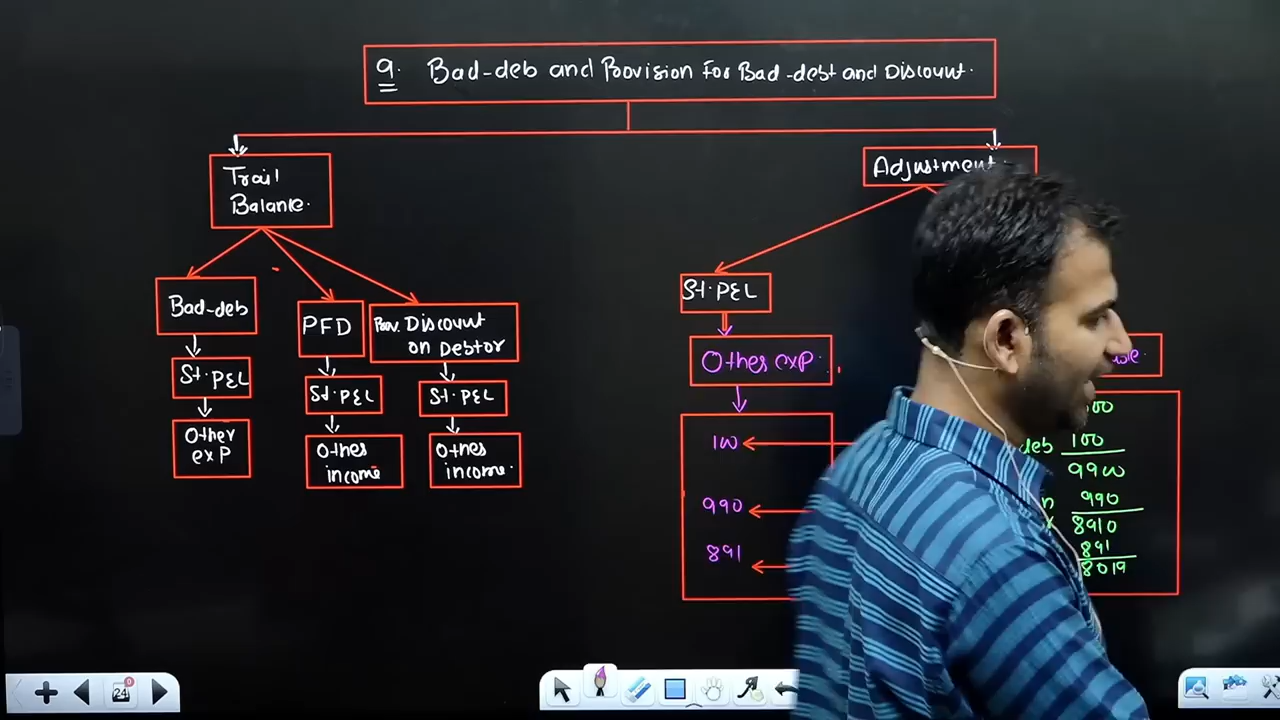 9. Bad-deb and Provision For Bad-debt and Discount.
Trail
Balance.
Adjustment
Bad-deb
PFD
Prov. Discount
on Debtor
St. P&L
St. P&L
St. P&L
Other
exp
Other
income
Other
income.
St. P&L
Other exp.
100
990
891
deb 100
9900
990
8910
891
8019
24